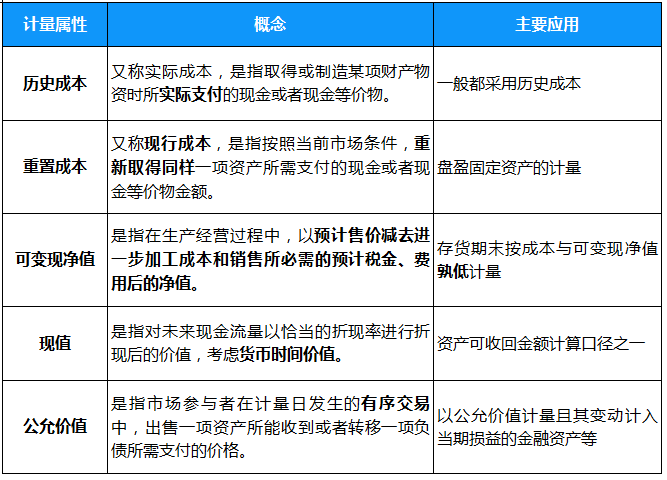 计量属性 概念 主要应用
历史成本
又称实际成本，是指取得或制造某项财产物
资时所实际支付的现金或者现金等价物。
一般都采用历史成本
重置成本
又称现行成本，是指按照当前市场条件，重
新取得同样一项资产所需支付的现金或者现
金等价物金额。
盘盈固定资产的计量
可变现净值
是指在生产经营过程中，以预计售价减去进
一步加工成本和销售所必需的预计税金、费
用后的净值。
存货期末按成本与可变现净值
孰低计量
现值
是指对未来现金流量以恰当的折现率进行折
现后的价值，考虑货币时间价值。
资产可收回金额计算口径之一
公允价值
是指市场参与者在计量日发生的有序交易
中，出售一项资产所能收到或者转移一项负
债所需支付的价格。
以公允价值计量且其变动计入
当期损益的金融资产等